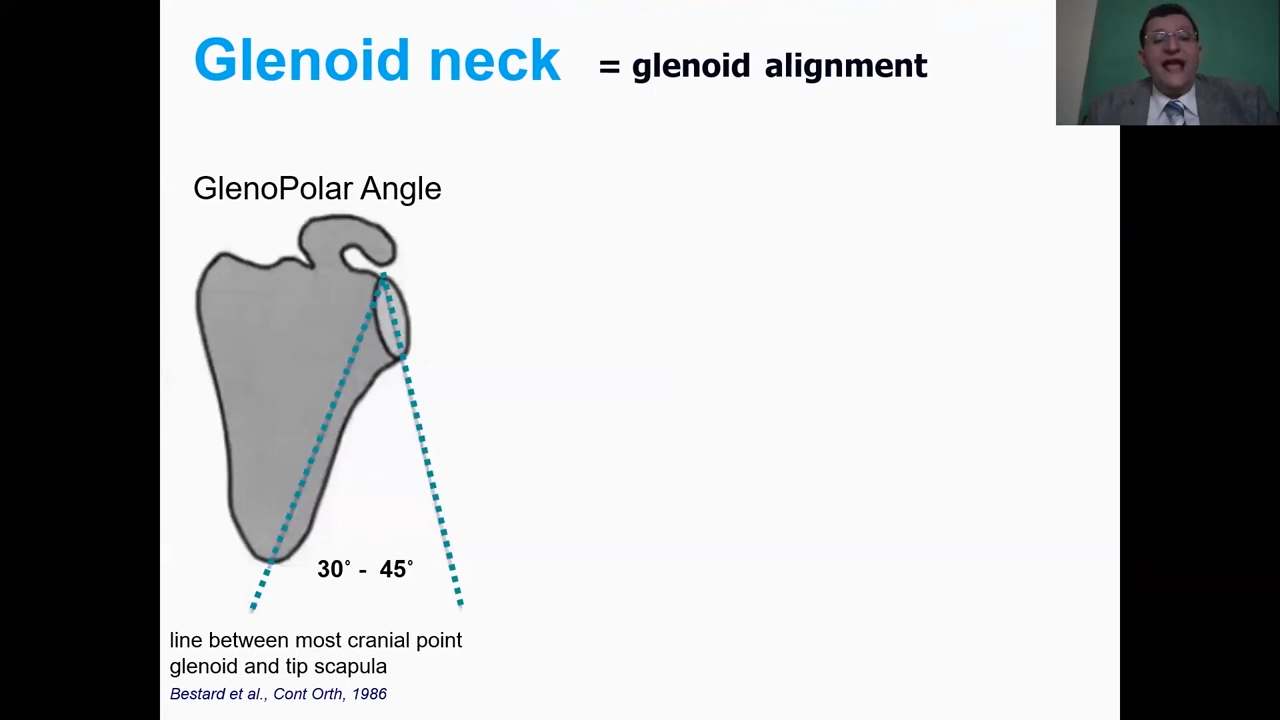 Glenoid neck = glenoid alignment
GlenoPolar Angle
30° - 45°
line between most cranial point
glenoid and tip scapula
Bestard et al., Cont Orth, 1986